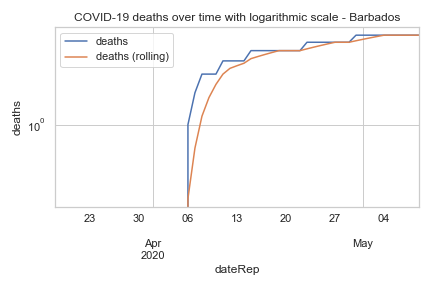 COVID-19 deaths over time with logarithmic scale - Barbados
deaths
deaths (rolling)
deaths
10⁰
23 30 06 13 20 27 04
Apr May
2020
dateRep